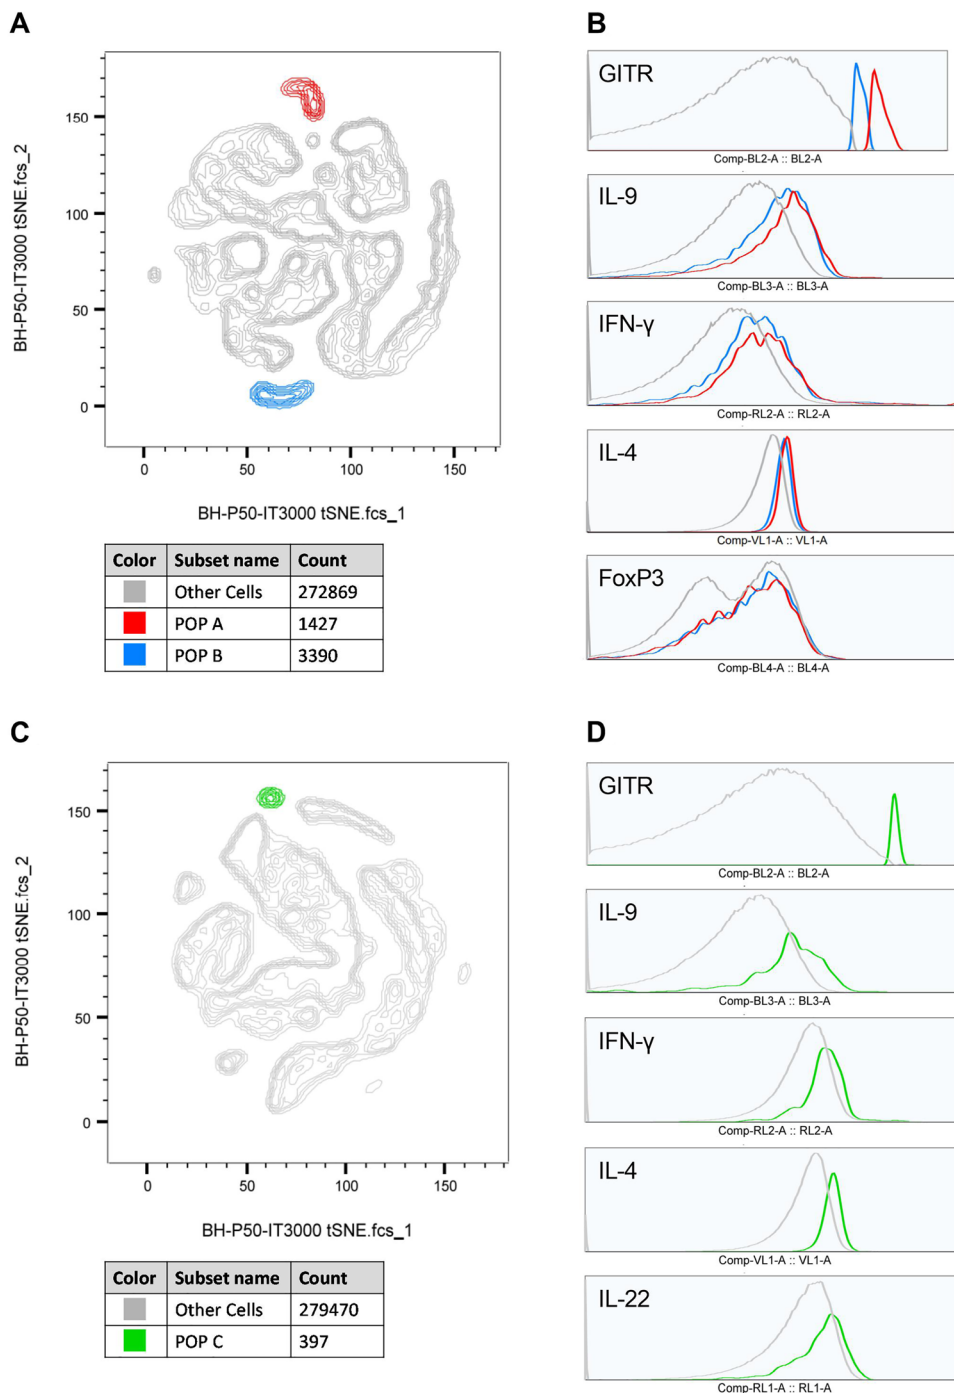 A
BH-P50-IT3000 tSNE.fcs_2
150
100
50
0
0
50
100
150
BH-P50-IT3000 tSNE.fcs_1
Color Subset name Count
Other Cells 272869
POP A 1427
POP B 3390
B
GITR
Comp-BL2-A :: BL2-A
IL-9
Comp-BL3-A :: BL3-A
IFN-γ
Comp-RL2-A :: RL2-A
IL-4
Comp-VL1-A :: VL1-A
FoxP3
Comp-BL4-A :: BL4-A
C
BH-P50-IT3000 tSNE.fcs_2
150
100
50
0
0
50
100
150
BH-P50-IT3000 tSNE.fcs_1
Color Subset name Count
Other Cells 279470
POP C 397
D
GITR
Comp-BL2-A :: BL2-A
IL-9
Comp-BL3-A :: BL3-A
IFN-γ
Comp-RL2-A :: RL2-A
IL-4
Comp-VL1-A :: VL1-A
IL-22
Comp-RL1-A :: RL1-A